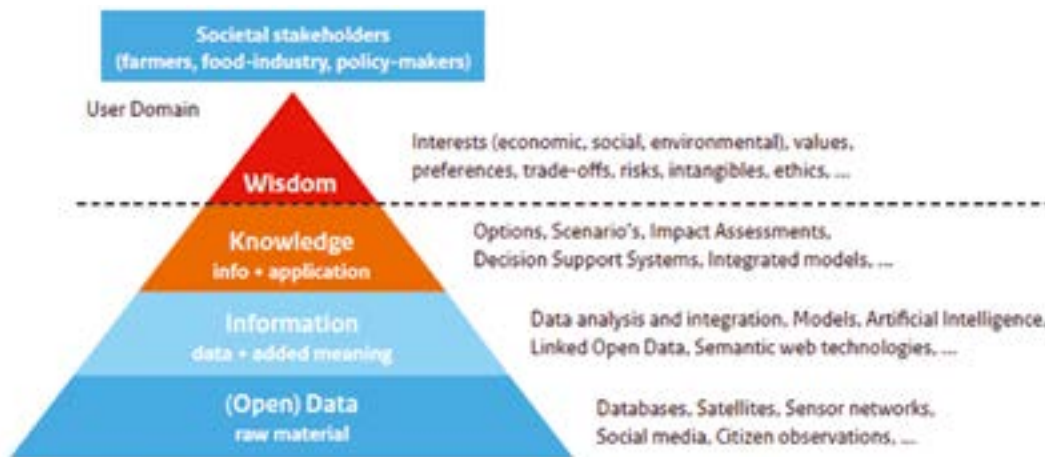 Societal stakeholders
(farmers, food-industry, policy-makers)
User Domain
Interests (economic, social, environmental), values,
preferences, trade-offs, risks, intangibles, ethics, ...
Wisdom
Knowledge
info + application
Options, Scenario's, Impact Assessments,
Decision Support Systems, Integrated models, ...
Information
data + added meaning
Data analysis and integration, Models, Artificial Intelligence,
Linked Open Data, Semantic web technologies, ...
(Open) Data
raw material
Databases, Satellites, Sensor networks,
Social media, Citizen observations, ...